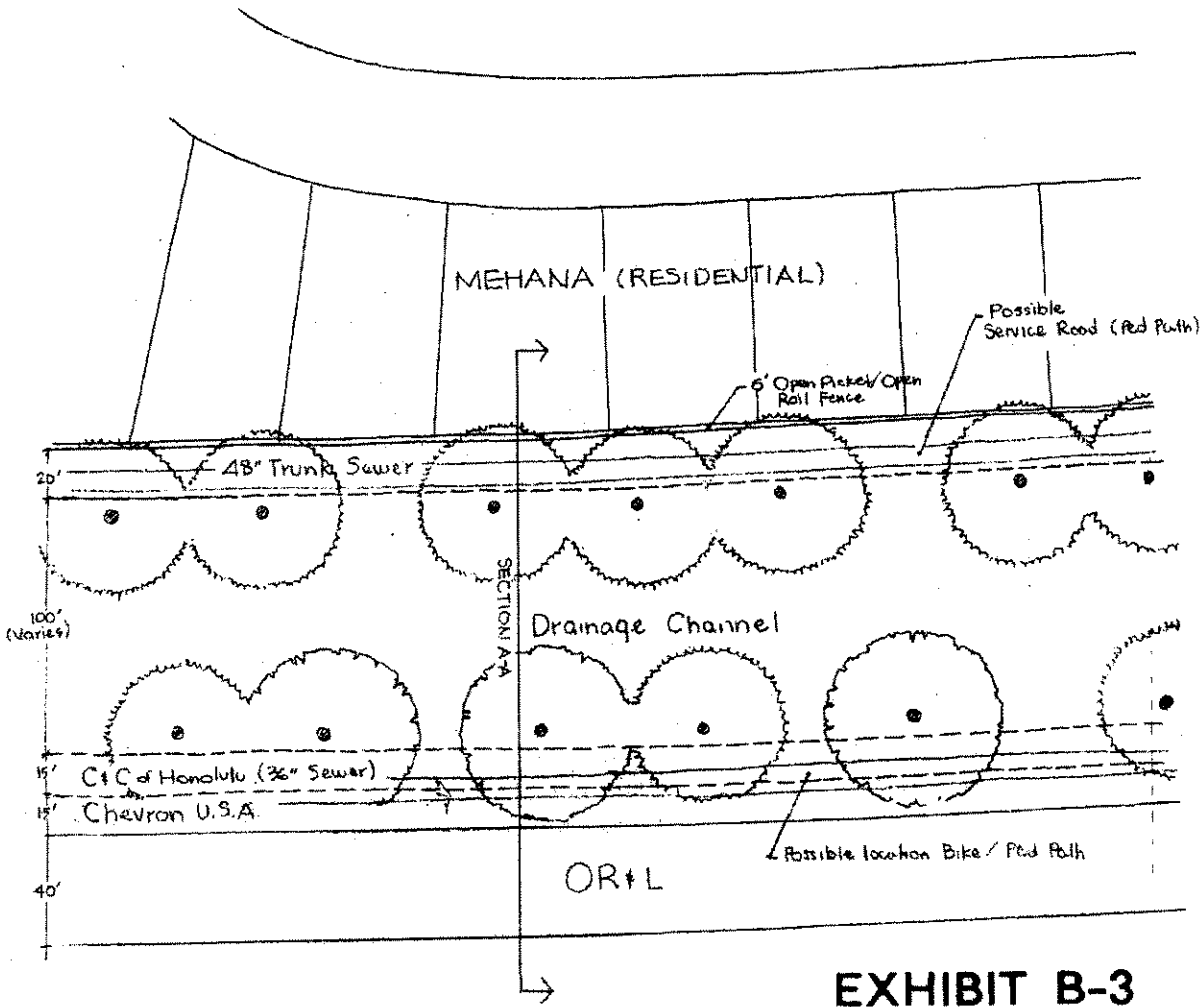 MEHANA (RESIDENTIAL)
Possible
Service Road (Ped Path)
6' Open Picket/Open
Rail Fence
48" Trunk Sewer
20'
SECTION A-A
100'
(Varies)
Drainage Channel
15'
C & C of Honolulu (36" Sewer)
15'
Chevron U.S.A.
Possible location Bike / Ped Path
OR & L
40'
EXHIBIT B-3